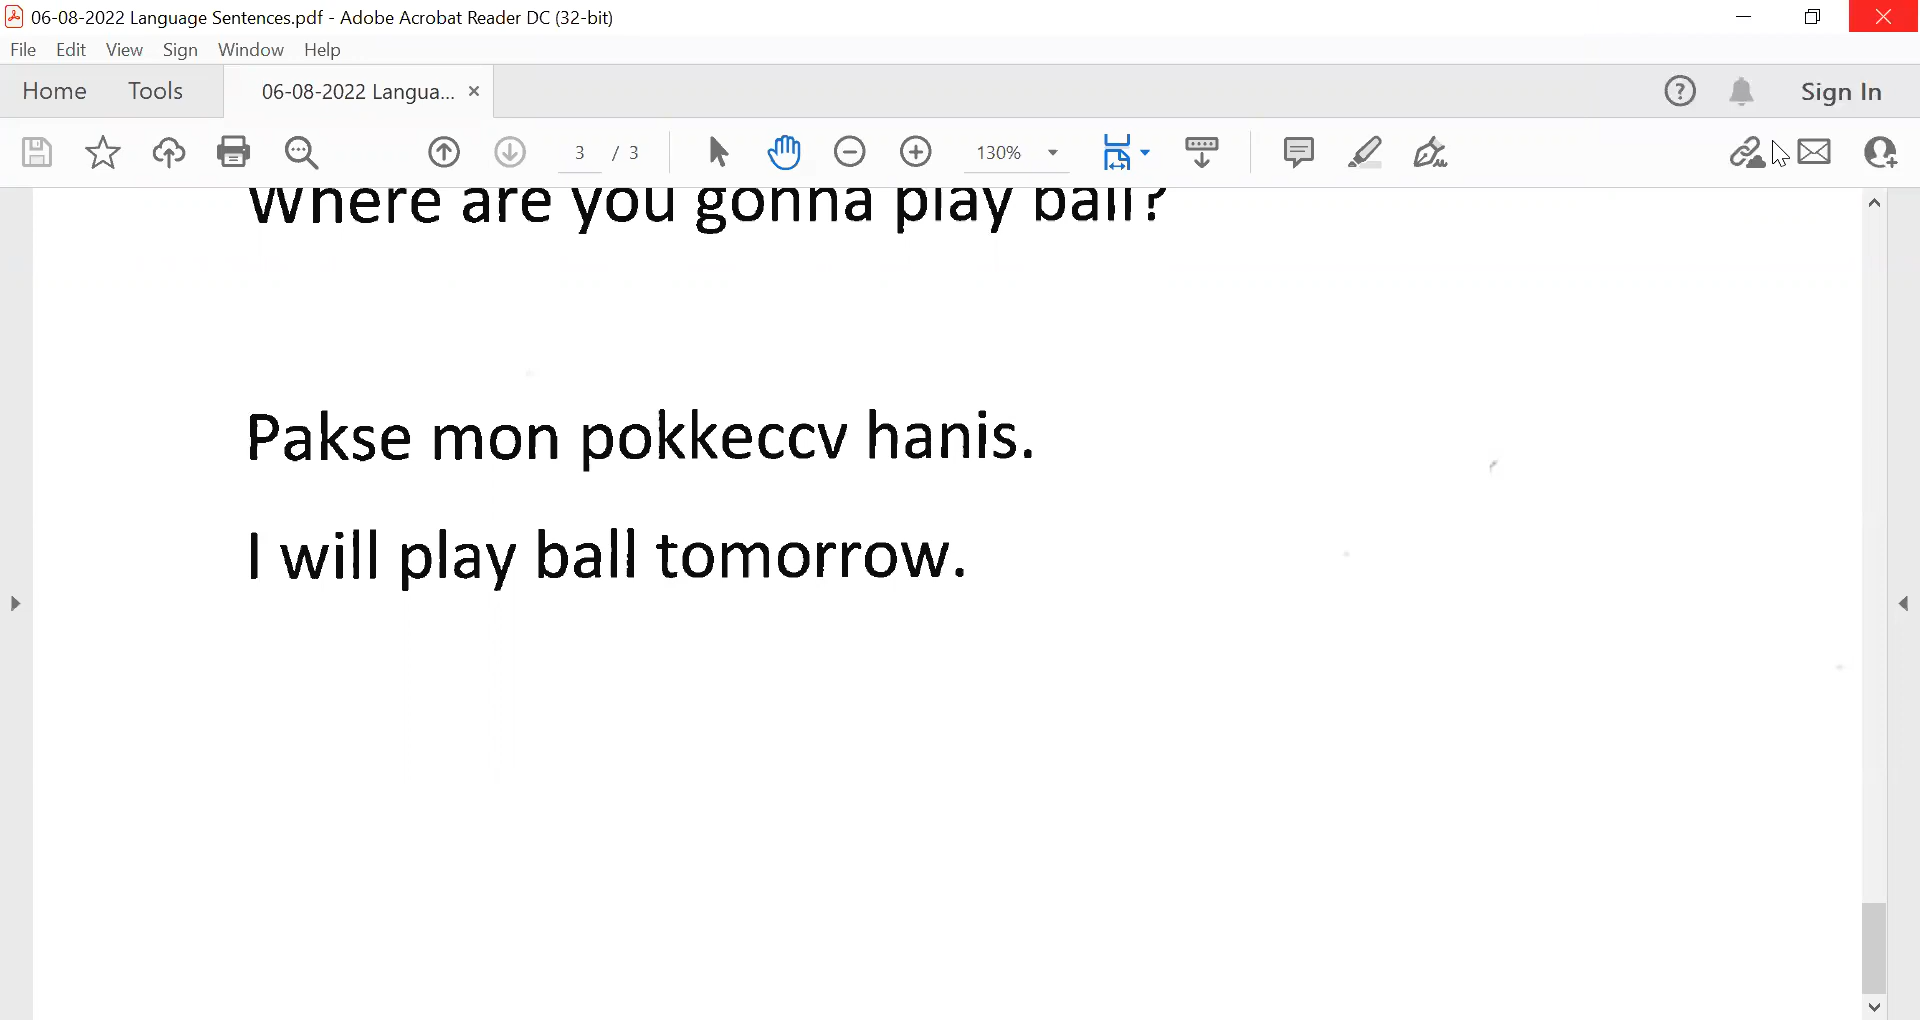 06-08-2022 Language Sentences.pdf - Adobe Acrobat Reader DC (32-bit)
File Edit View Sign Window Help
Home Tools 06-08-2022 Langua... Sign In
3 / 3 130%
Where are you gonna play ball?
Pakse mon pokkeccv hanis.
I will play ball tomorrow.